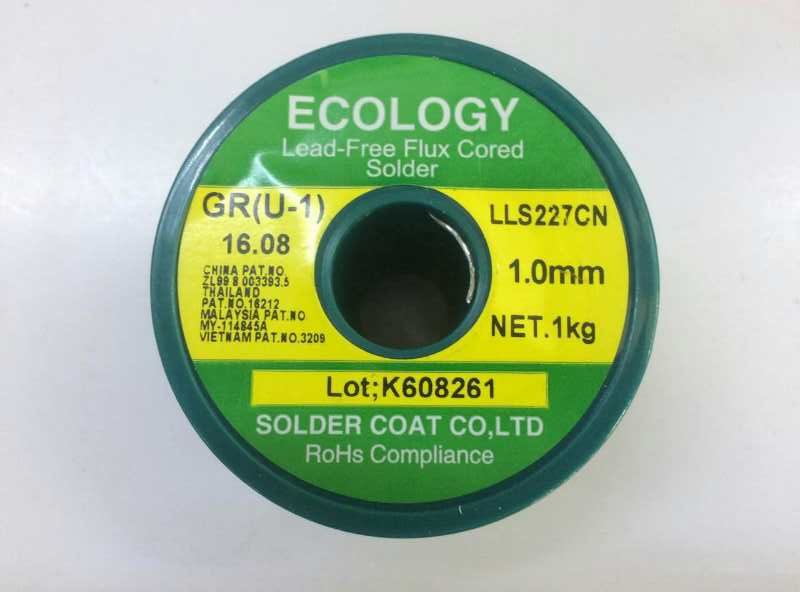 ECOLOGY
Lead-Free Flux Cored
Solder
GR(U-1)
16.08
CHINA PAT.NO
ZL99 8 003393.5
THAILAND
PAT.NO.16212
MALAYSIA PAT.NO
MY-114845A
VIETNAM PAT.NO.3209
LLS227CN
1.0mm
NET.1kg
Lot;K608261
SOLDER COAT CO,LTD
RoHs Compliance